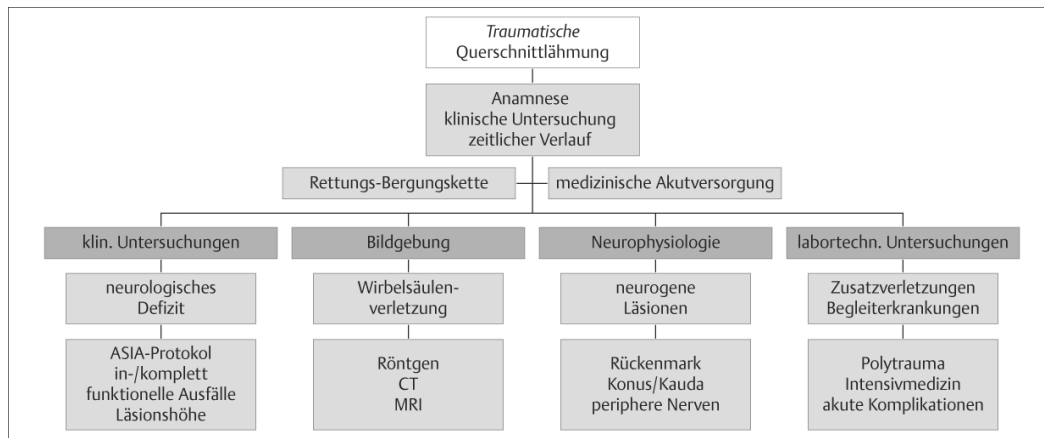 Traumatische
Querschnittlähmung
Anamnese
klinische Untersuchung
zeitlicher Verlauf
Rettungs-Bergungskette
medizinische Akutversorgung
klin. Untersuchungen
Bildgebung
Neurophysiologie
labortechn. Untersuchungen
neurologisches
Defizit
Wirbelsäulen-
verletzung
neurogene
Läsionen
Zusatzverletzungen
Begleiterkrankungen
ASIA-Protokol
in-/komplett
funktionelle Ausfälle
Läsionshöhe
Röntgen
CT
MRI
Rückenmark
Konus/Kauda
periphere Nerven
Polytrauma
Intensivmedizin
akute Komplikationen